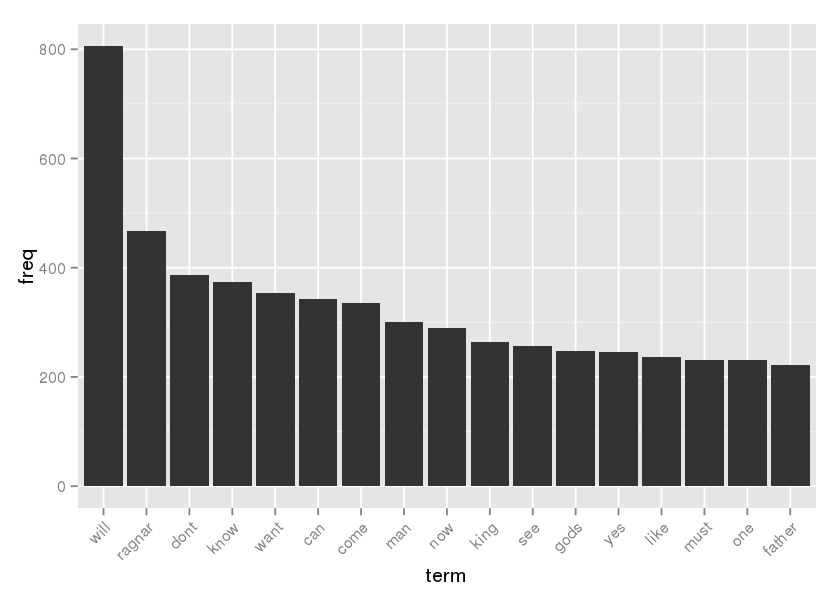 800
600
400
200
0
freq
will ragnar dont know want can come man now king see gods yes like must one father
term